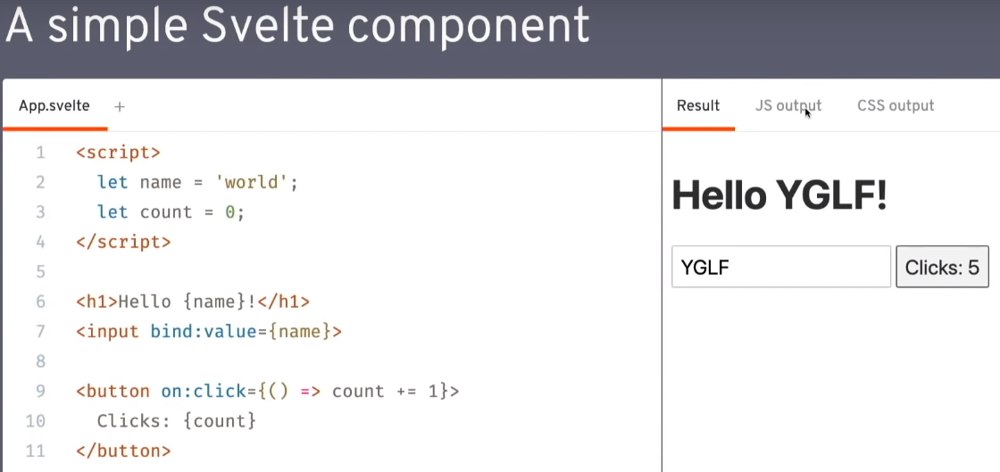 A simple Svelte component
App.svelte +
Result JS output CSS output
1 <script>
2 let name = 'world';
3 let count = 0;
4 </script>
5
6 <h1>Hello {name}!</h1>
7 <input bind:value={name}>
8
9 <button on:click={() => count += 1}>
10 Clicks: {count}
11 </button>
Hello YGLF!
YGLF Clicks: 5